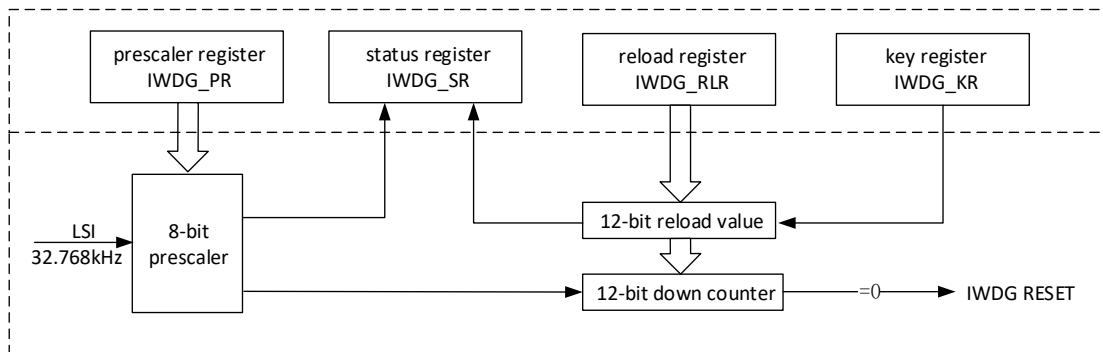 prescaler register
IWDG_PR
status register
IWDG_SR
reload register
IWDG_RLR
key register
IWDG_KR
LSI
32.768kHz
8-bit
prescaler
12-bit reload value
12-bit down counter
=0
IWDG RESET